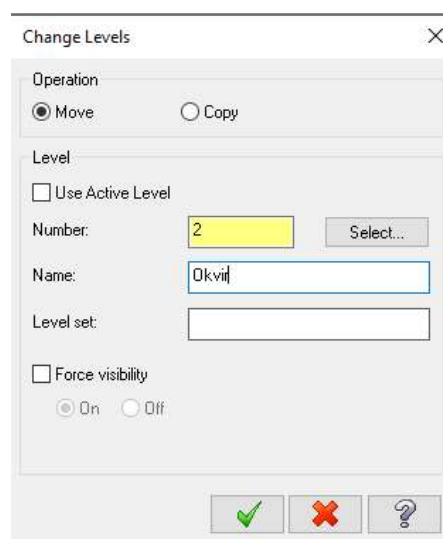 Change Levels
Operation
Move Copy
Level
Use Active Level
Number: 2 Select...
Name: Okvir
Level set:
Force visibility
On Off